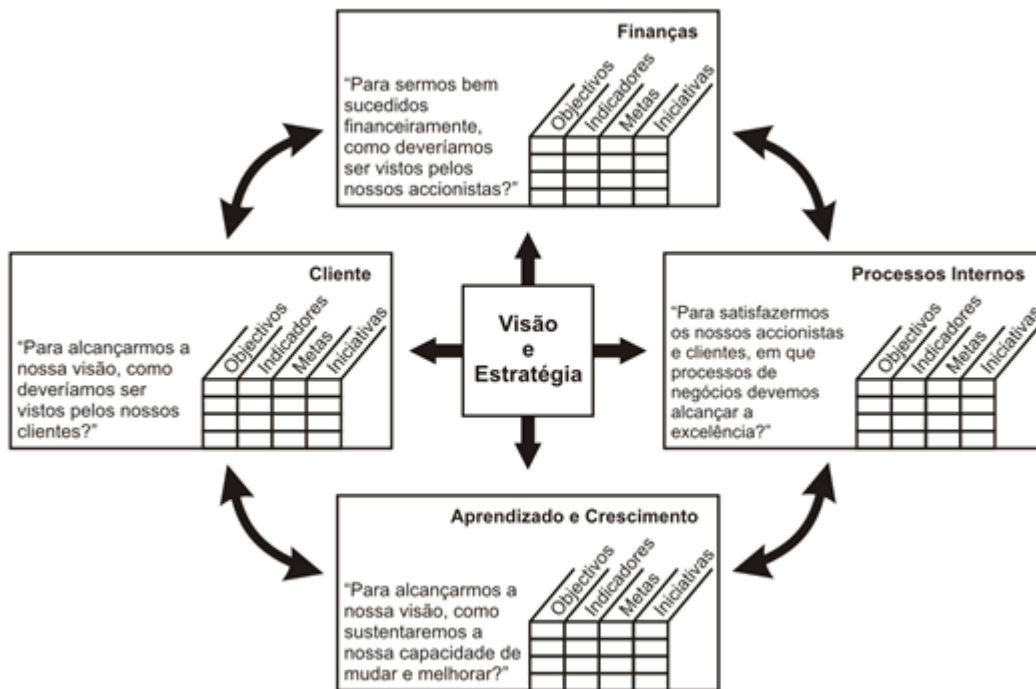 Finanças
"Para sermos bem
sucedidos
financeiramente,
como deveríamos
ser vistos pelos
nossos accionistas?"
Objectivos
Indicadores
Metas
Iniciativas
Cliente
"Para alcançarmos a
nossa visão, como
deveríamos ser
vistos pelos nossos
clientes?"
Objectivos
Indicadores
Metas
Iniciativas
Visão
e
Estratégia
Processos Internos
"Para satisfazermos
os nossos accionistas
e clientes, em que
processos de
negócios devemos
alcançar a
excelência?"
Objectivos
Indicadores
Metas
Iniciativas
Aprendizado e Crescimento
"Para alcançarmos a
nossa visão, como
sustentaremos a
nossa capacidade de
mudar e melhorar?"
Objectivos
Indicadores
Metas
Iniciativas